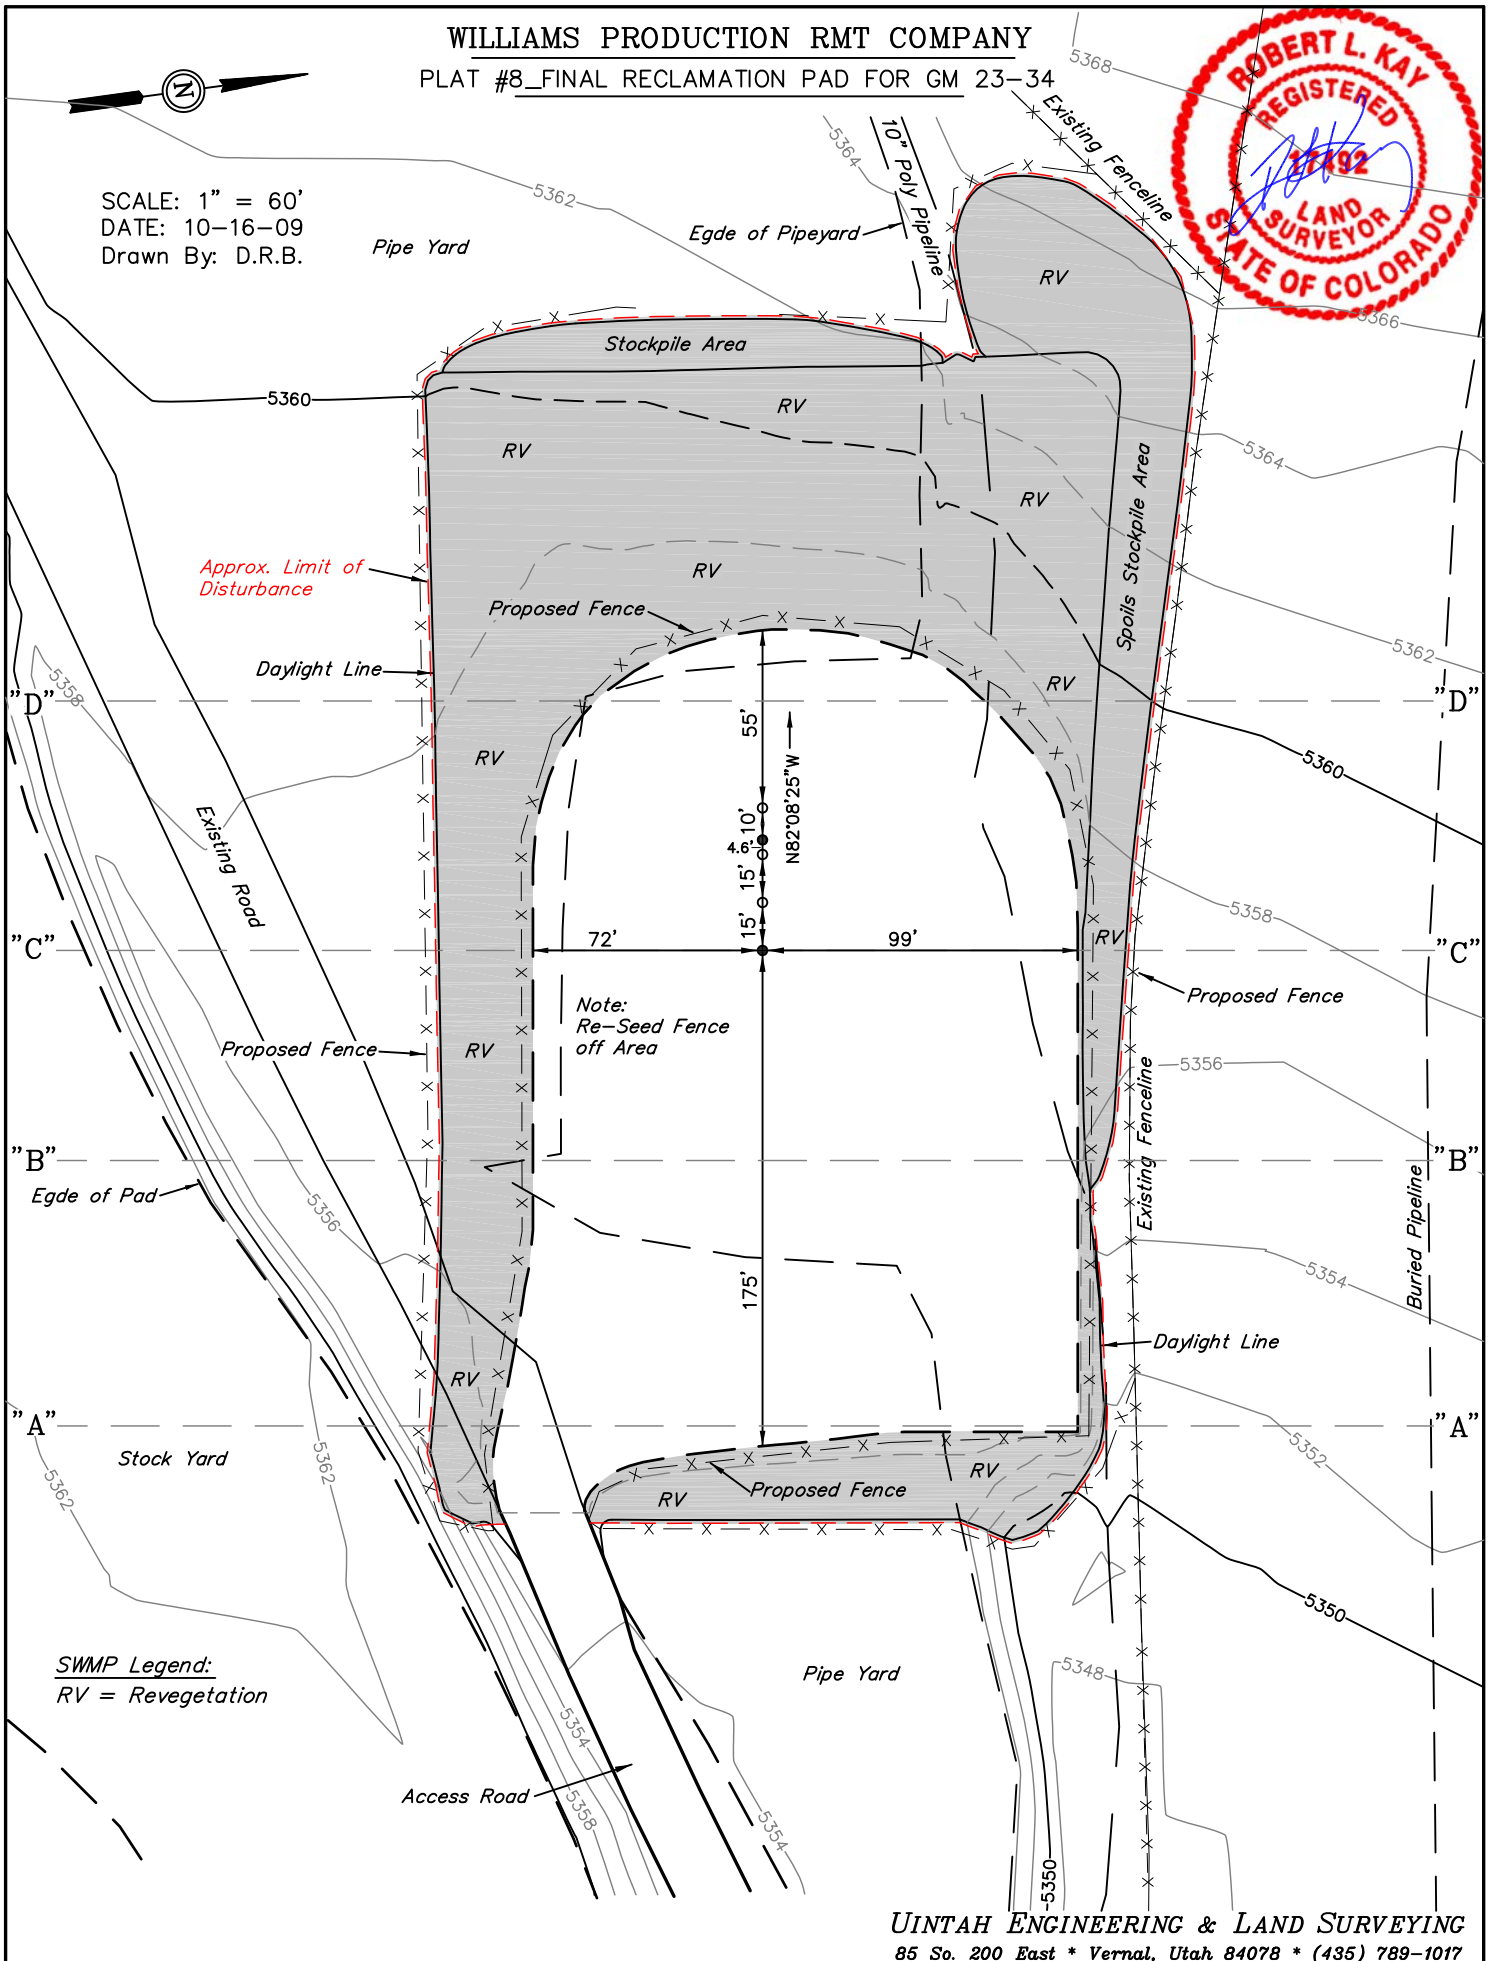 WILLIAMS PRODUCTION RMT COMPANY
PLAT #8_FINAL RECLAMATION PAD FOR GM 23-34
N
SCALE: 1" = 60'
DATE: 10-16-09
Drawn By: D.R.B.
ROBERT L. KAY
REGISTERED
LAND
SURVEYOR
STATE OF COLORADO
5368
Existing Fenceline
10" Poly Pipeline
5364
5362
Pipe Yard
Egde of Pipeyard
RV
5366
Stockpile Area
5360
RV
RV
5364
RV
Spoils Stockpile Area
Approx. Limit of
Disturbance
RV
Proposed Fence
5362
Daylight Line
5358
RV
"D"
"D"
55'
RV
N82°08'25"W
5360
Existing Road
10'
4.6'
15'
15'
5358
"C"
72'
99'
RV
"C"
Note:
Re-Seed Fence
off Area
Proposed Fence
Proposed Fence
RV
5356
Existing Fenceline
"B"
"B"
Egde of Pad
5356
Buried Pipeline
175'
5354
Daylight Line
RV
"A"
"A"
Stock Yard
5362
5362
5352
RV
Proposed Fence
RV
5350
SWMP Legend:
RV = Revegetation
Pipe Yard
5348
5354
Access Road
5358
5354
5350
UINTAH ENGINEERING & LAND SURVEYING
85 So. 200 East * Vernal, Utah 84078 * (435) 789-1017